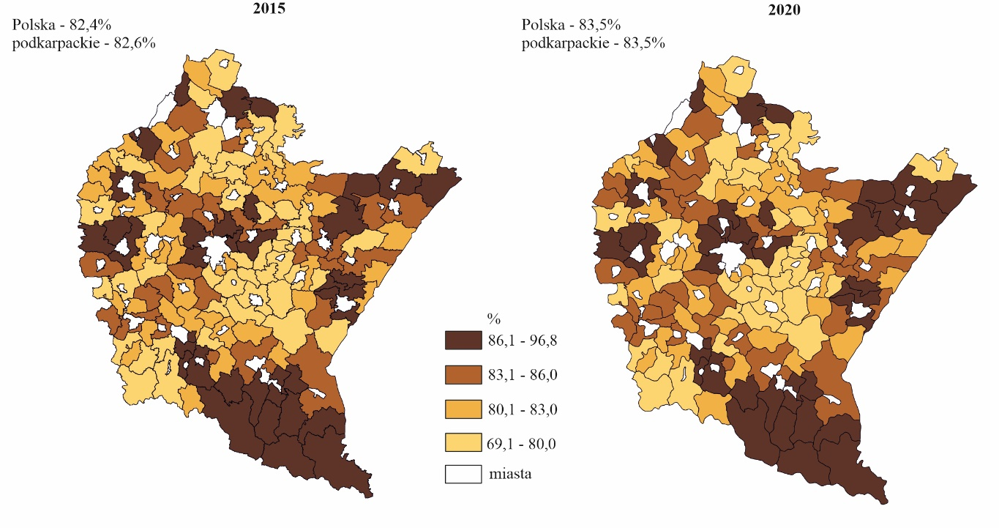 2015
Polska - 82,4%
podkarpackie - 82,6%
2020
Polska - 83,5%
podkarpackie - 83,5%
%
86,1 - 96,8
83,1 - 86,0
80,1 - 83,0
69,1 - 80,0
miasta